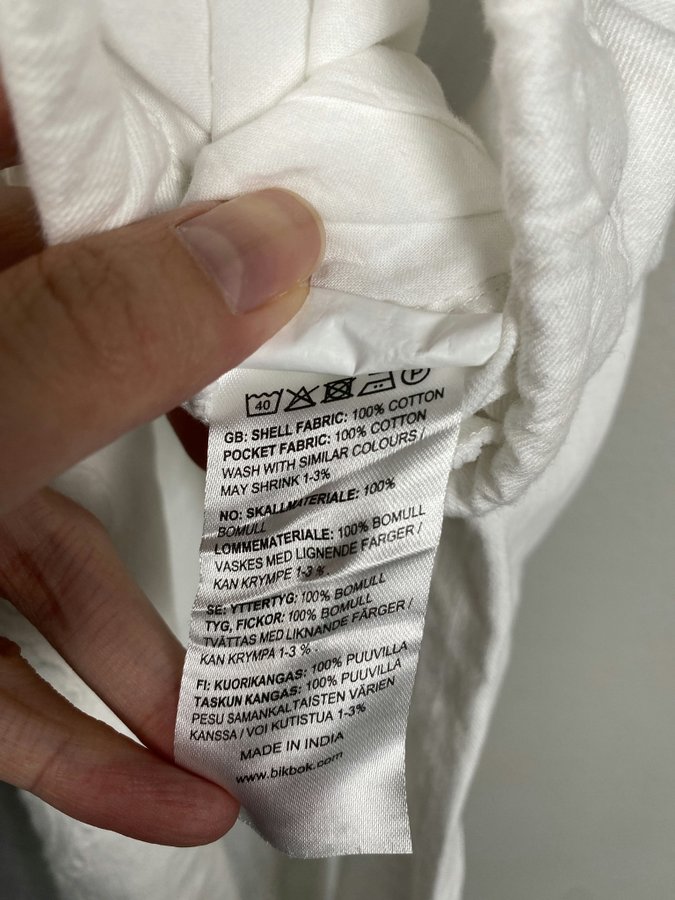 40 P
GB: SHELL FABRIC: 100% COTTON
POCKET FABRIC: 100% COTTON
WASH WITH SIMILAR COLOURS /
MAY SHRINK 1-3%
NO: SKALLMATERIALE: 100%
BOMULL
LOMMEMATERIALE: 100% BOMULL
VASKES MED LIGNENDE FARGER /
KAN KRYMPE 1-3 %
SE: YTTERTYG: 100% BOMULL
TYG, FICKOR: 100% BOMULL
TVÄTTAS MED LIKNANDE FÄRGER /
KAN KRYMPA 1-3 %
FI: KUORIKANGAS: 100% PUUVILLA
TASKUN KANGAS: 100% PUUVILLA
PESU SAMANKALTAISTEN VÄRIEN
KANSSA / VOI KUTISTUA 1-3%
MADE IN INDIA
www.bikbok.com